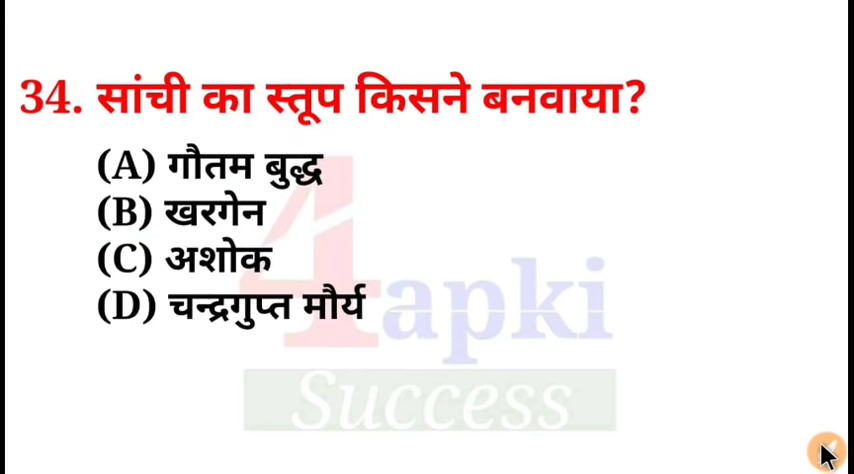 34. सांची का स्तूप किसने बनवाया?
(A) गौतम बुद्ध
(B) खरगेन
(C) अशोक
(D) चन्द्रगुप्त मौर्य
4apki
Success